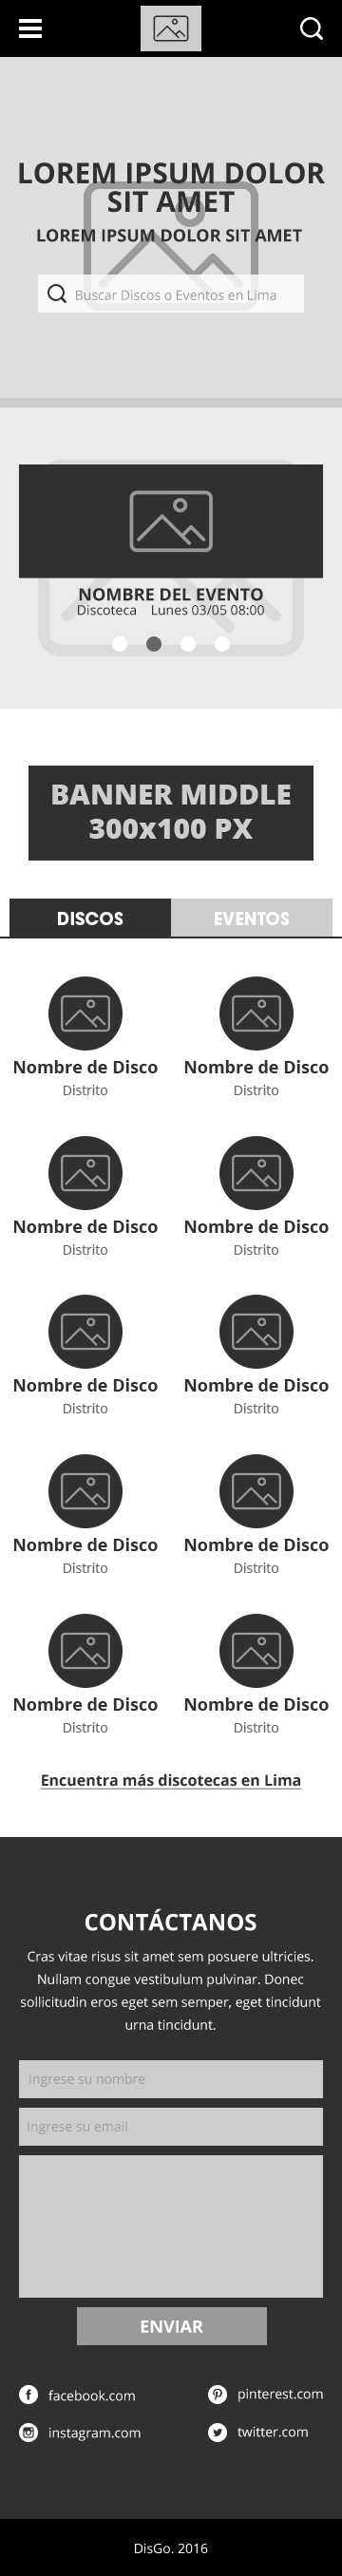 LOREM IPSUM DOLOR
SIT AMET
LOREM IPSUM DOLOR SIT AMET
Buscar Discos o Eventos en Lima
NOMBRE DEL EVENTO
Discoteca Lunes 03/05 08:00
BANNER MIDDLE
300x100 PX
DISCOS EVENTOS
Nombre de Disco Nombre de Disco
Distrito Distrito
Nombre de Disco Nombre de Disco
Distrito Distrito
Nombre de Disco Nombre de Disco
Distrito Distrito
Nombre de Disco Nombre de Disco
Distrito Distrito
Nombre de Disco Nombre de Disco
Distrito Distrito
Encuentra más discotecas en Lima
CONTÁCTANOS
Cras vitae risus sit amet sem posuere ultricies.
Nullam congue vestibulum pulvinar. Donec
sollicitudin eros eget sem semper, eget tincidunt
urna tincidunt.
Ingrese su nombre
Ingrese su email
ENVIAR
facebook.com pinterest.com
instagram.com twitter.com
DisGo. 2016